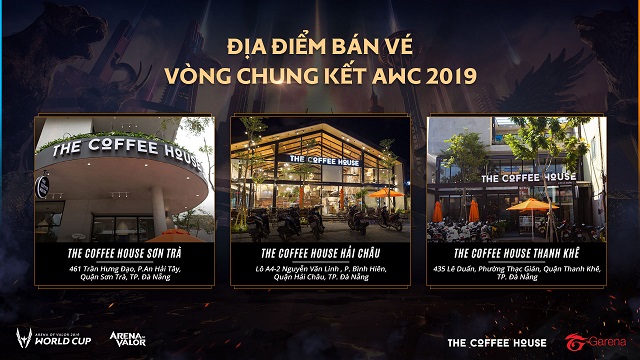 ĐỊA ĐIỂM BÁN VÉ
VÒNG CHUNG KẾT AWC 2019
THE COFFEE HOUSE
THE COFFEE HOUSE
THE COFFEE HOUSE
THE COFFEE HOUSE SƠN TRÀ
461 Trần Hưng Đạo, P.An Hải Tây,
Quận Sơn Trà, TP. Đà Nẵng
THE COFFEE HOUSE HẢI CHÂU
Lô A4-2 Nguyễn Văn Linh , P. Bình Hiên,
Quận Hải Châu, TP. Đà Nẵng
THE COFFEE HOUSE THANH KHÊ
435 Lê Duẩn, Phường Thạc Gián, Quận Thanh Khê,
TP. Đà Nẵng
ARENA OF VALOR 2019
WORLD CUP
ARENA OF
VALOR
THE COFFEE HOUSE
Garena